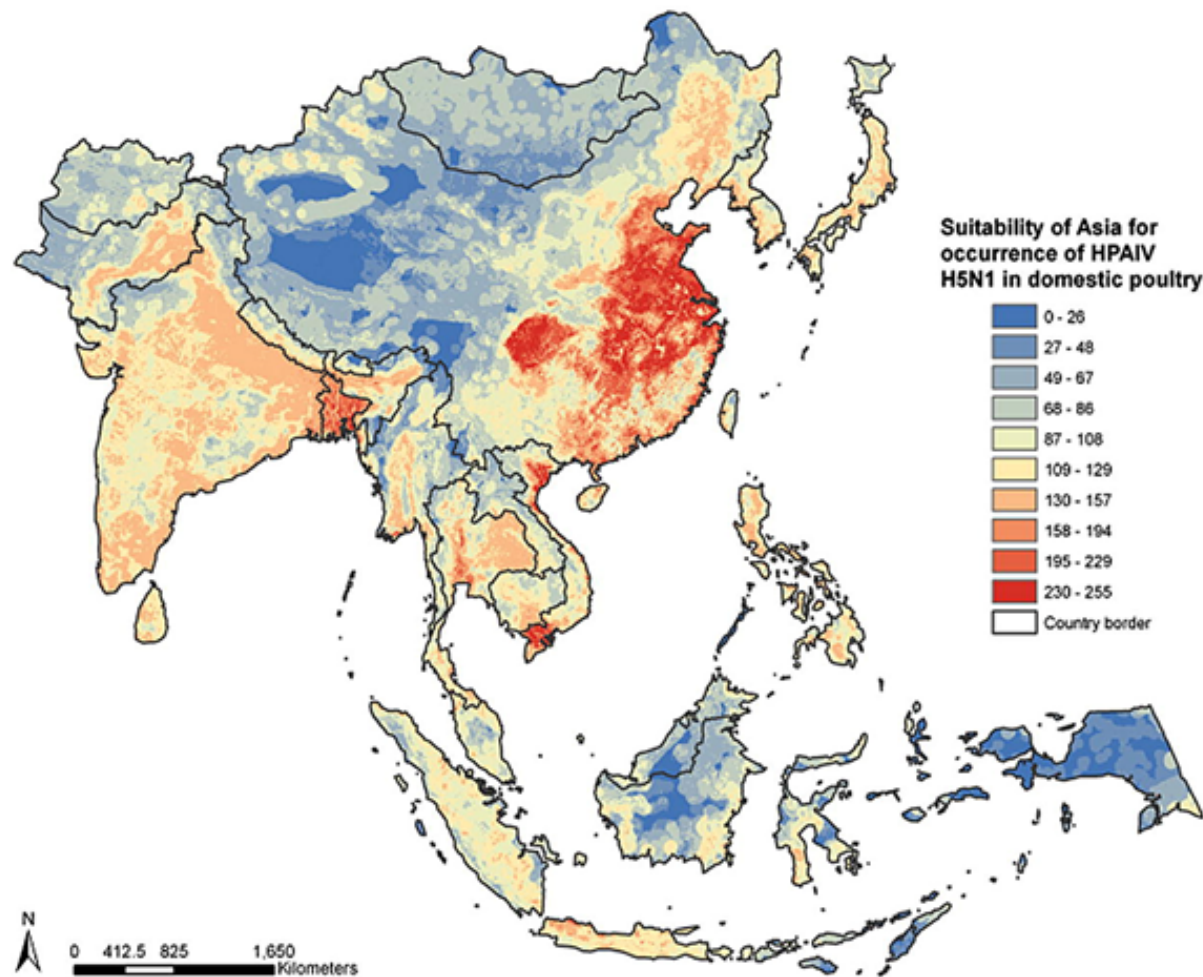 Suitability of Asia for
occurrence of HPAIV
H5N1 in domestic poultry
0 - 26
27 - 48
49 - 67
68 - 86
87 - 108
109 - 129
130 - 157
158 - 194
195 - 229
230 - 255
Country border
N
0 412.5 825 1,650
Kilometers